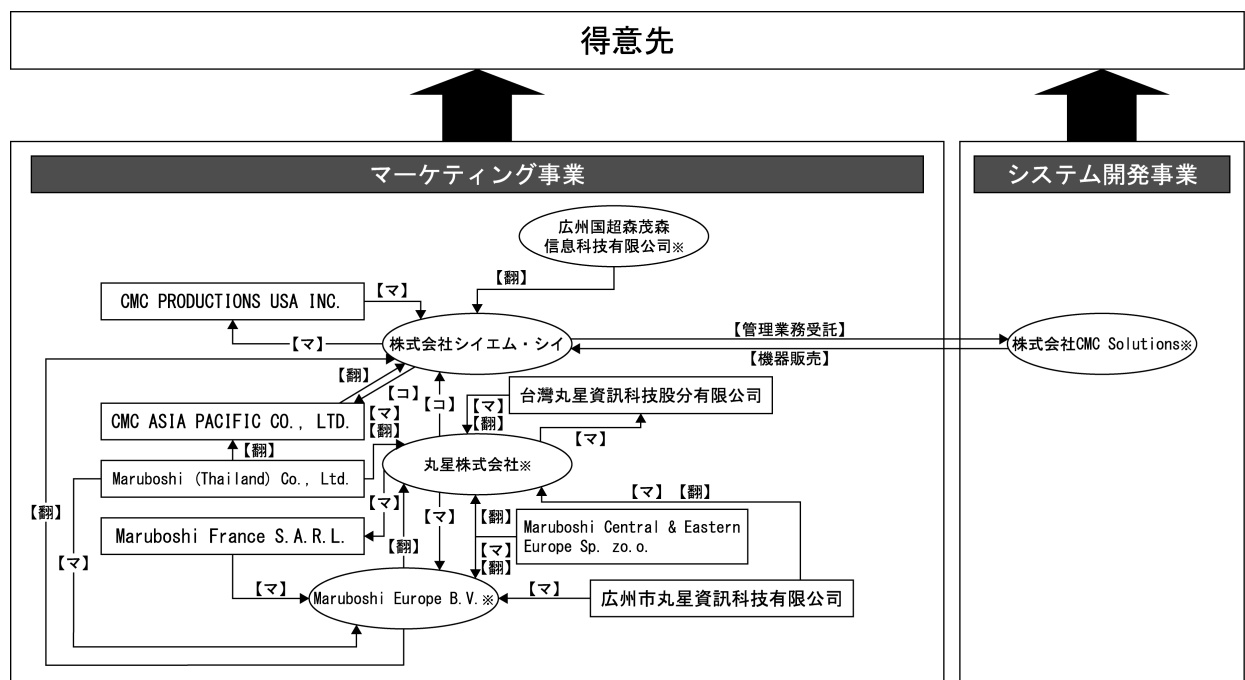 得意先
マーケティング事業
システム開発事業
広州国超森茂森
信息科技有限公司※
【翻】
CMC PRODUCTIONS USA INC.
【マ】
【マ】
株式会社シイエム・シイ
【管理業務受託】
【機器販売】
株式会社CMC Solutions※
【翻】
【コ】
【コ】
台灣丸星資訊科技股分有限公司
【マ】
【翻】
【マ】
CMC ASIA PACIFIC CO., LTD.
【マ】
【翻】
【翻】
Maruboshi (Thailand) Co., Ltd.
丸星株式会社※
【マ】
【マ】
【マ】【翻】
【翻】
Maruboshi France S.A.R.L.
【翻】
【翻】
【マ】
【翻】
Maruboshi Central & Eastern
Europe Sp. zo.o.
【マ】
【マ】
Maruboshi Europe B.V.※
【マ】
広州市丸星資訊科技有限公司